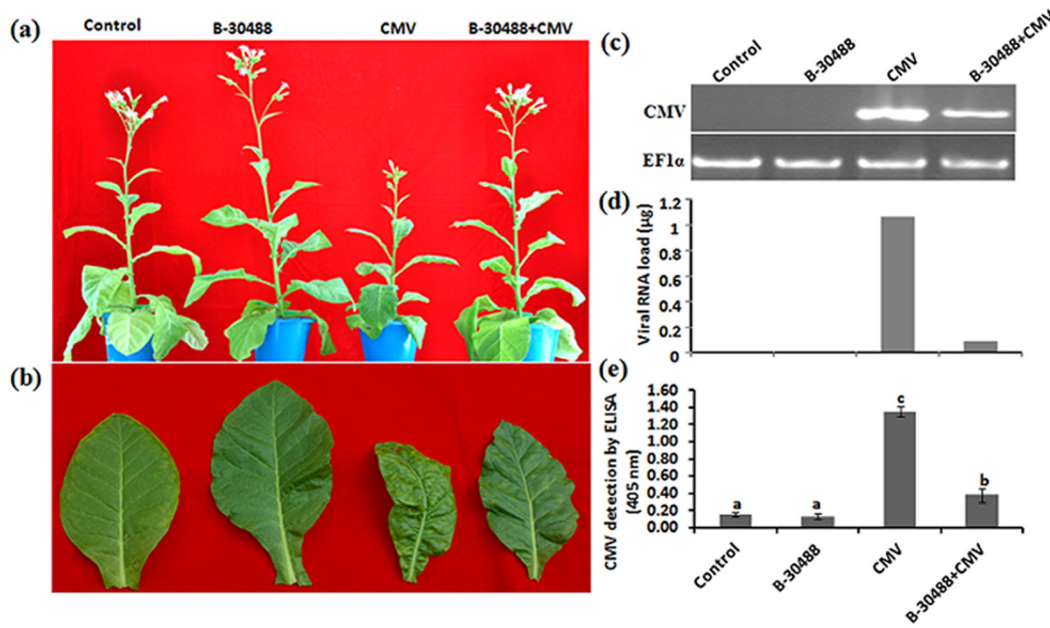 (a)
Control
B-30488
CMV
B-30488+CMV
(b)
(c)
Control
B-30488
CMV
B-30488+CMV
CMV
EF1α
(d)
Viral RNA load (µg)
1.2
1
0.8
0.6
0.4
0.2
0
(e)
CMV detection by ELISA
(405 nm)
1.60
1.40
1.20
1.00
0.80
0.60
0.40
0.20
0.00
a
a
c
b
Control
B-30488
CMV
B-30488+CMV